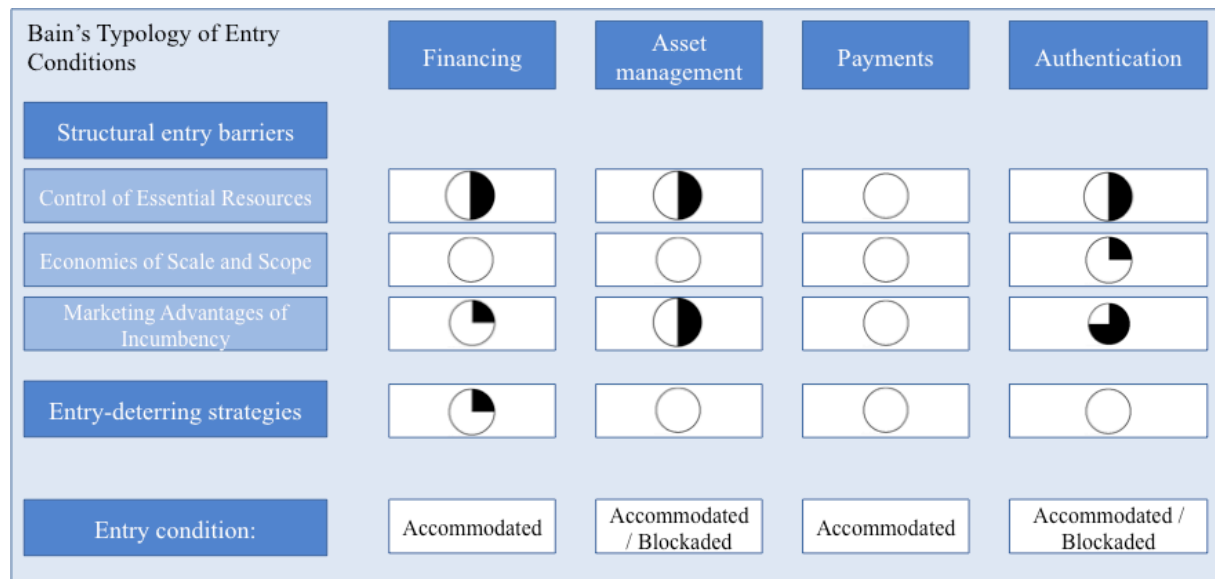 Bain’s Typology of Entry
Conditions
Financing
Asset
management
Payments
Authentication
Structural entry barriers
Control of Essential Resources
Economies of Scale and Scope
Marketing Advantages of
Incumbency
Entry-deterring strategies
Entry condition:
Accommodated
Accommodated
/ Blockaded
Accommodated
Accommodated /
Blockaded